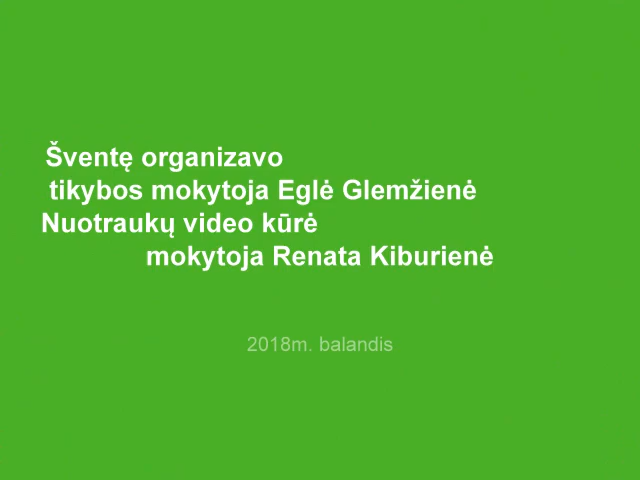 Šventę organizavo
tikybos mokytoja Eglė Glemžienė
Nuotraukų video kūrė
mokytoja Renata Kiburienė
2018m. balandis